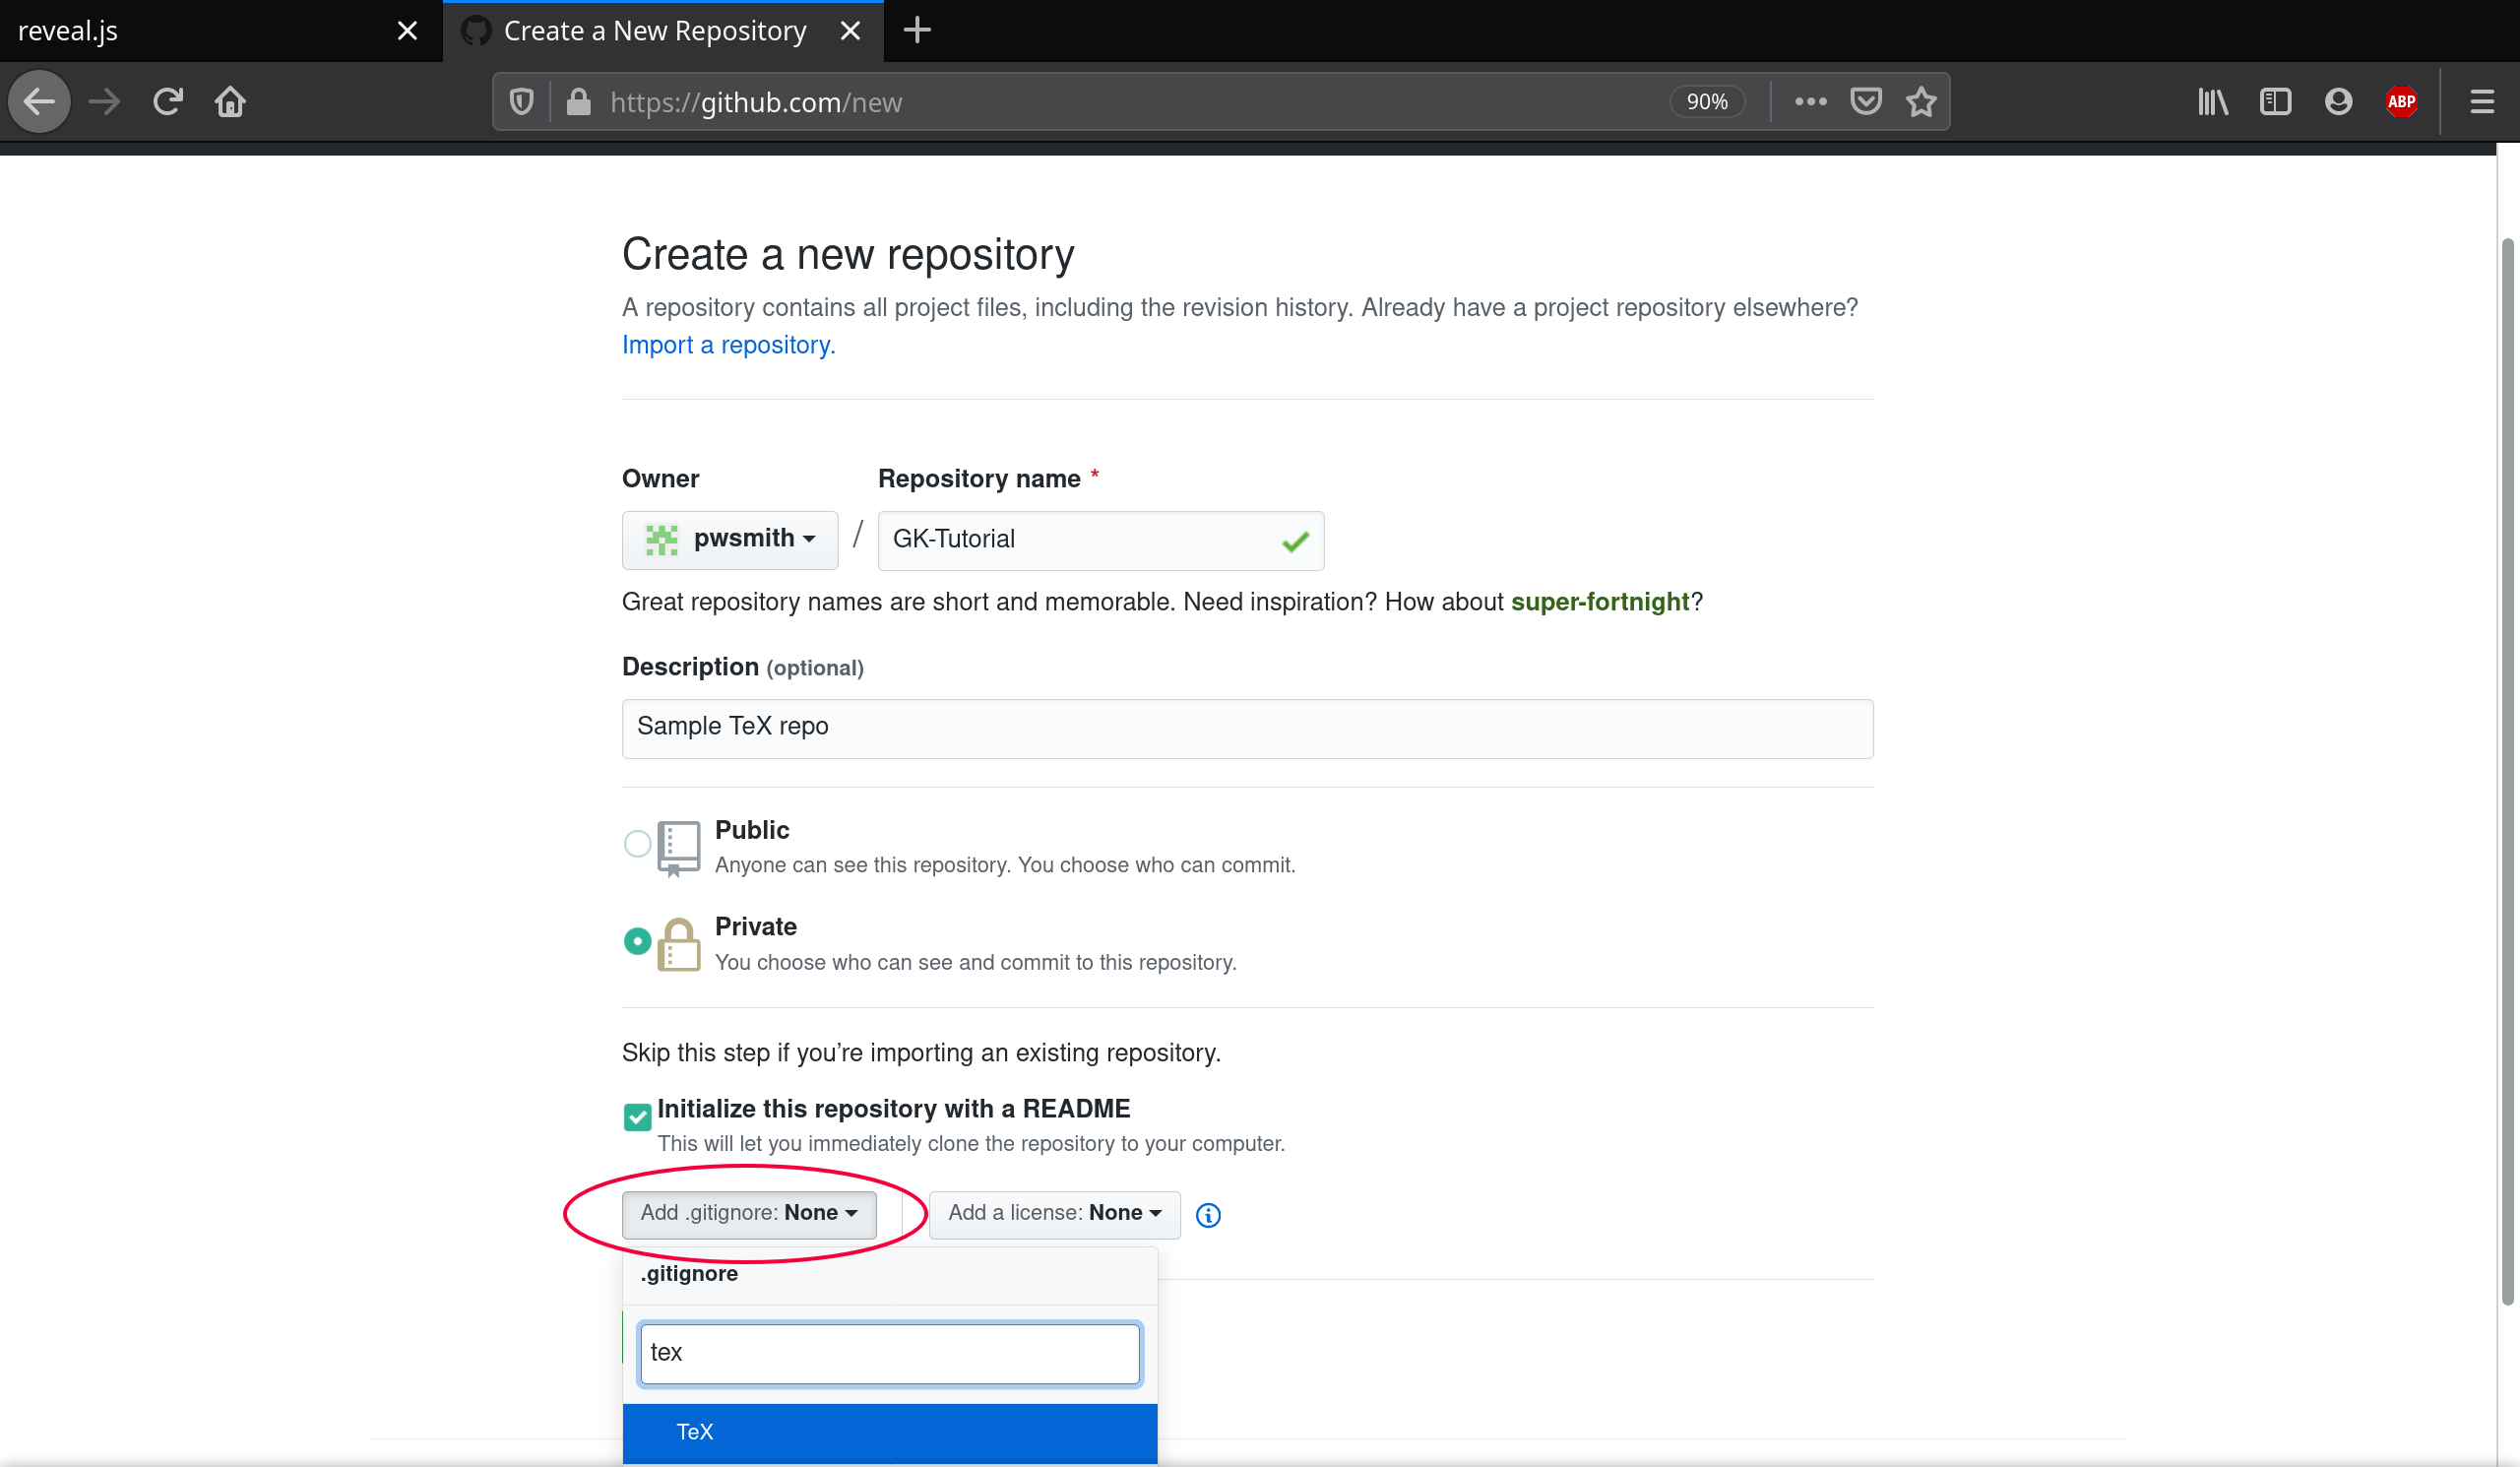 reveal.js
Create a New Repository
https://github.com/new
90%
ABP
Create a new repository
A repository contains all project files, including the revision history. Already have a project repository elsewhere?
Import a repository.
Owner
Repository name *
pwsmith
/
GK-Tutorial
Great repository names are short and memorable. Need inspiration? How about super-fortnight?
Description (optional)
Sample TeX repo
Public
Anyone can see this repository. You choose who can commit.
Private
You choose who can see and commit to this repository.
Skip this step if you’re importing an existing repository.
Initialize this repository with a README
This will let you immediately clone the repository to your computer.
Add .gitignore: None
Add a license: None
.gitignore
tex
TeX